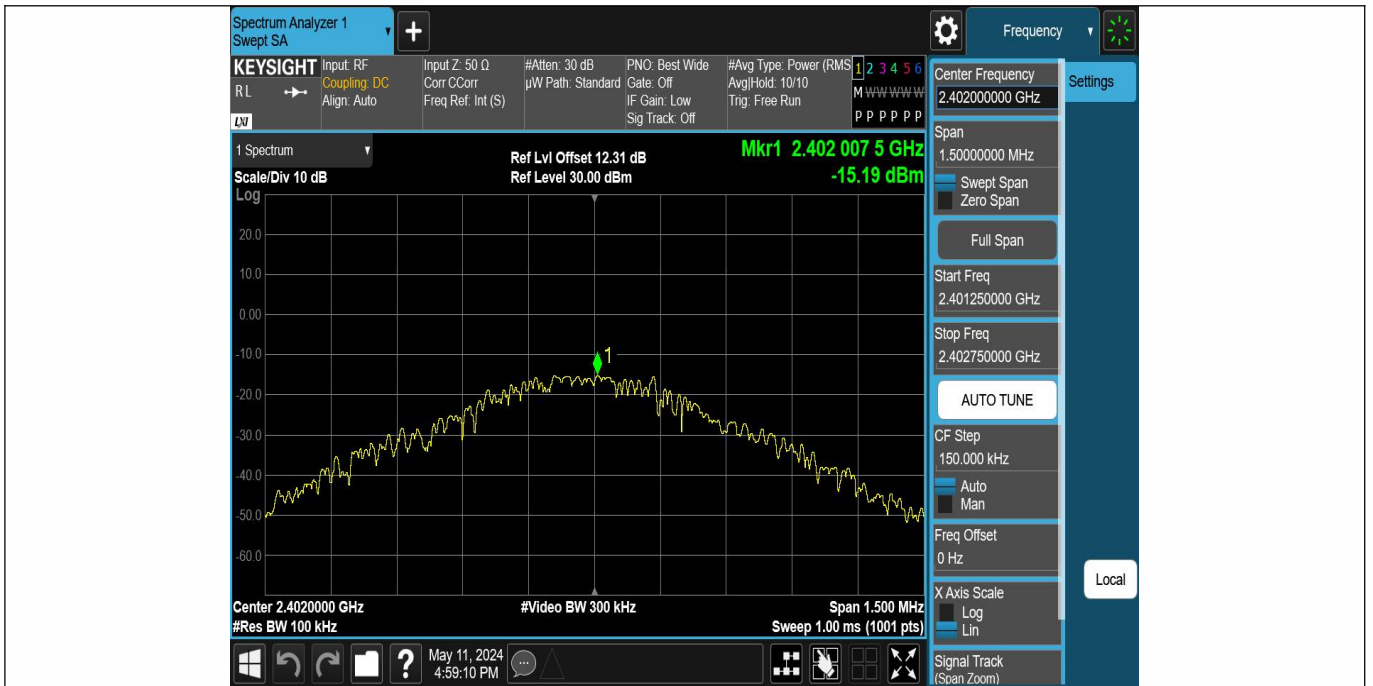 Spectrum Analyzer 1
Swept SA
+
Frequency
KEYSIGHT
RL
LXI
Input: RF
Coupling: DC
Align: Auto
Input Z: 50 Ω
Corr CCorr
Freq Ref: Int (S)
#Atten: 30 dB
µW Path: Standard
PNO: Best Wide
Gate: Off
IF Gain: Low
Sig Track: Off
#Avg Type: Power (RMS
Avg|Hold: 10/10
Trig: Free Run
1 2 3 4 5 6
M W W W W W
P P P P P P
1 Spectrum
Scale/Div 10 dB
Log
Ref Lvl Offset 12.31 dB
Ref Level 30.00 dBm
Mkr1 2.402 007 5 GHz
-15.19 dBm
20.0
10.0
0.00
-10.0
-20.0
-30.0
-40.0
-50.0
-60.0
1
Center 2.4020000 GHz
#Res BW 100 kHz
#Video BW 300 kHz
Span 1.500 MHz
Sweep 1.00 ms (1001 pts)
Center Frequency
2.402000000 GHz
Settings
Span
1.50000000 MHz
Swept Span
Zero Span
Full Span
Start Freq
2.401250000 GHz
Stop Freq
2.402750000 GHz
AUTO TUNE
CF Step
150.000 kHz
Auto
Man
Freq Offset
0 Hz
X Axis Scale
Log
Lin
Local
Signal Track
(Span Zoom)
?
May 11, 2024
4:59:10 PM